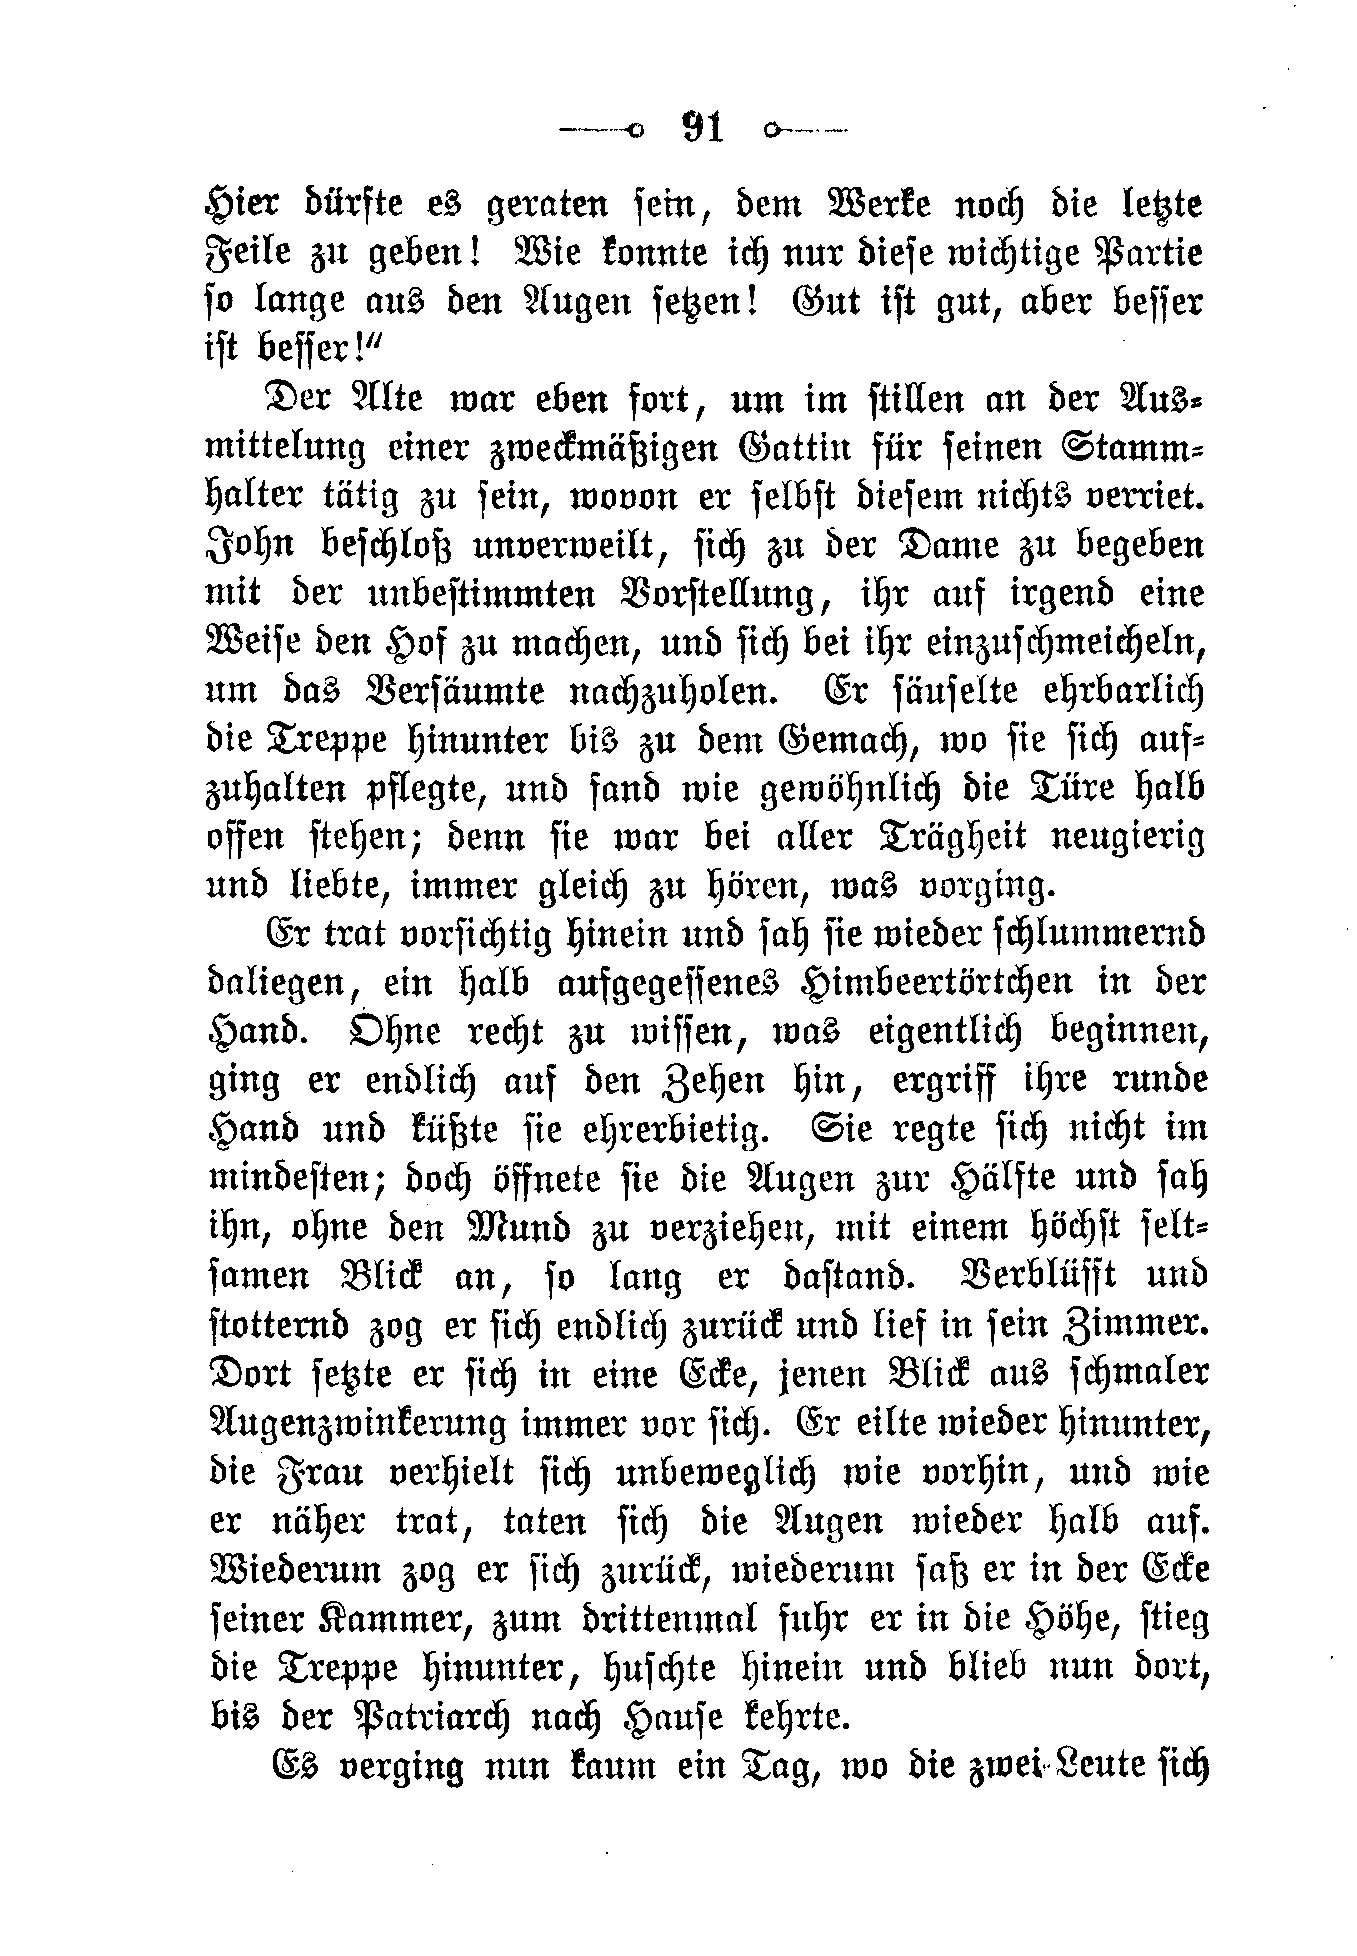 91
Hier dürfte es geraten sein, dem Werke noch die letzte
Feile zu geben! Wie konnte ich nur diese wichtige Partie
so lange aus den Augen setzen! Gut ist gut, aber besser
ist besser!“
Der Alte war eben fort, um im stillen an der Aus-
mittelung einer zweckmäßigen Gattin für seinen Stamm-
halter tätig zu sein, wovon er selbst diesem nichts verriet.
John beschloß unverweilt, sich zu der Dame zu begeben
mit der unbestimmten Vorstellung, ihr auf irgend eine
Weise den Hof zu machen, und sich bei ihr einzuschmeicheln,
um das Versäumte nachzuholen. Er säuselte ehrbarlich
die Treppe hinunter bis zu dem Gemach, wo sie sich auf-
zuhalten pflegte, und fand wie gewöhnlich die Türe halb
offen stehen; denn sie war bei aller Trägheit neugierig
und liebte, immer gleich zu hören, was vorging.
Er trat vorsichtig hinein und sah sie wieder schlummernd
daliegen, ein halb aufgegessenes Himbeertörtchen in der
Hand. Ohne recht zu wissen, was eigentlich beginnen,
ging er endlich auf den Zehen hin, ergriff ihre runde
Hand und küßte sie ehrerbietig. Sie regte sich nicht im
mindesten; doch öffnete sie die Augen zur Hälfte und sah
ihn, ohne den Mund zu verziehen, mit einem höchst selt-
samen Blick an, so lang er dastand. Verblüfft und
stotternd zog er sich endlich zurück und lief in sein Zimmer.
Dort setzte er sich in eine Ecke, jenen Blick aus schmaler
Augenzwinkerung immer vor sich. Er eilte wieder hinunter,
die Frau verhielt sich unbeweglich wie vorhin, und wie
er näher trat, taten sich die Augen wieder halb auf.
Wiederum zog er sich zurück, wiederum saß er in der Ecke
seiner Kammer, zum drittenmal fuhr er in die Höhe, stieg
die Treppe hinunter, huschte hinein und blieb nun dort,
bis der Patriarch nach Hause kehrte.
Es verging nun kaum ein Tag, wo die zwei Leute sich